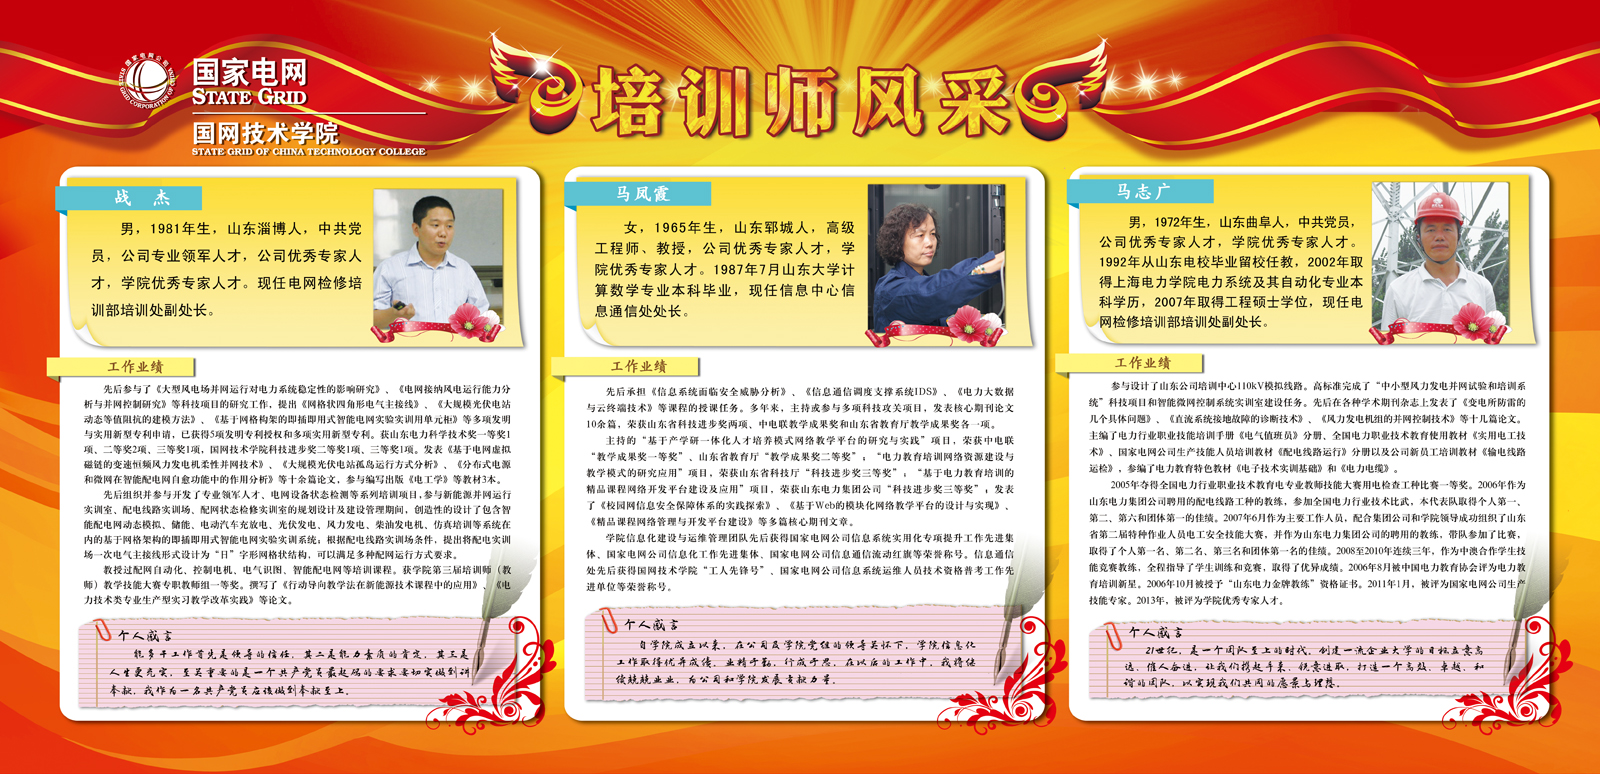 国家电网
STATE GRID
国网技术学院
STATE GRID OF CHINA TECHNOLOGY COLLEGE
培训师风采
战 杰
男，1981年生，山东淄博人，中共党
员，公司专业领军人才，公司优秀专家人
才，学院优秀专家人才。现任电网检修培
训部培训处副处长。
工作业绩
先后参与了《大型风电场并网运行对电力系统稳定性的影响研究》、《电网接纳风电运行能力分
析与并网控制研究》等科技项目的研究工作，提出《网格状四角形电气主接线》、《大规模光伏电站
动态等值阻抗的建模方法》、《基于网格构架的即插即用式智能电网实验实训用单元柜》等多项发明
与实用新型专利申请，已获得5项发明专利授权和多项实用新型专利。获山东电力科学技术奖一等奖1
项、二等奖2项、三等奖1项，国网技术学院科技进步奖二等奖1项、三等奖1项。发表《基于电网虚拟
磁链的变速恒频风力发电机柔性并网技术》、《大规模光伏电站孤岛运行方式分析》、《分布式电源
和微网在智能配电网自愈功能中的作用分析》等十余篇论文，参与编写出版《电工学》等教材3本。
先后组织并参与开发了专业领军人才、电网设备状态检测等系列培训项目，参与新能源并网运行
实训室、配电线路实训场、配网状态检修实训室的规划设计及建设管理期间，创造性的设计了包含智
能配电网动态模拟、储能、电动汽车充放电、光伏发电、风力发电、柴油发电机、仿真培训等系统在
内的基于网格架构的即插即用式智能电网实验实训系统；根据配电线路实训场条件，提出将配电实训
场一次电气主接线形式设计为“日”字形网格状结构，可以满足多种配网运行方式要求。
教授过配网自动化、控制电机、电气识图、智能配电网等培训课程。获学院第三届培训师（教
师）教学技能大赛专职教师组一等奖。撰写了《行动导向教学法在新能源技术课程中的应用》、《电
力技术类专业生产型实习教学改革实践》等论文。
个人感言
能多干工作首先是领导的信任，其二是能力素质的肯定，其三是
人生更充实，至关重要的是一个共产党员最起码的要求要切实做到讲
奉献，我作为一名共产党员应该做到奉献至上。
马凤霞
女，1965年生，山东郓城人，高级
工程师、教授，公司优秀专家人才，学
院优秀专家人才。1987年7月山东大学计
算数学专业本科毕业，现任信息中心信
息通信处处长。
工作业绩
先后承担《信息系统面临安全威胁分析》、《信息通信调度支撑系统IDS》、《电力大数据
与云终端技术》等课程的授课任务。多年来，主持或参与多项科技攻关项目，发表核心期刊论文
10余篇，荣获山东省科技进步奖两项、中电联教学成果奖和山东省教育厅教学成果奖各一项。
主持的“基于产学研一体化人才培养模式网络教学平台的研究与实践”项目，荣获中电联
“教学成果奖一等奖”、山东省教育厅“教学成果奖二等奖”；“电力教育培训网络资源建设与
教学模式的研究应用”项目，荣获山东省科技厅“科技进步奖三等奖”；“基于电力教育培训的
精品课程网络开发平台建设及应用”项目，荣获山东电力集团公司“科技进步奖三等奖”；发表
了《校园网信息安全保障体系的实践探索》、《基于Web的模块化网络教学平台的设计与实现》、
《精品课程网络管理与开发平台建设》等多篇核心期刊文章。
学院信息化建设与运维管理团队先后获得国家电网公司信息系统实用化专项提升工作先进集
体、国家电网公司信息化工作先进集体、国家电网公司信息通信流动红旗等荣誉称号。信息通信
处先后获得国网技术学院“工人先锋号”、国家电网公司信息系统运维人员技术资格普考工作先
进单位等荣誉称号。
个人感言
自学院成立以来，在公司及学院党组的领导关怀下，学院信息化
工作取得优异成绩，业精于勤，行成于思，在以后的工作中，我将继
续兢兢业业，为公司和学院发展贡献力量。
马志广
男，1972年生，山东曲阜人，中共党员，
公司优秀专家人才，学院优秀专家人才。
1992年从山东电校毕业留校任教，2002年取
得上海电力学院电力系统及其自动化专业本
科学历，2007年取得工程硕士学位，现任电
网检修培训部培训处副处长。
工作业绩
参与设计了山东公司培训中心110kV模拟线路。高标准完成了“中小型风力发电并网试验和培训系
统”科技项目和智能微网控制系统实训室建设任务。先后在各种学术期刊杂志上发表了《变电所防雷的
几个具体问题》、《直流系统接地故障的诊断技术》、《风力发电机组的并网控制技术》等十几篇论文。
主编了电力行业职业技能培训手册《电气值班员》分册、全国电力职业技术教育使用教材《实用电工技
术》、国家电网公司生产技能人员培训教材《配电线路运行》分册以及公司新员工培训教材《输电线路
运检》，参编了电力教育特色教材《电子技术实训基础》和《电力电缆》。
2005年夺得全国电力行业职业技术教育电专业教师技能大赛用电检查工种比赛一等奖。2006年作为
山东电力集团公司聘用的配电线路工种的教练，参加全国电力行业技术比武，本代表队取得个人第一、
第二、第六和团体第一的佳绩。2007年6月作为主要工作人员，配合集团公司和学院领导成功组织了山东
省第二届特种作业人员电工安全技能大赛，并作为山东电力集团公司的聘用的教练，带队参加了比赛，
取得了个人第一名、第二名、第三名和团体第一名的佳绩。2008至2010年连续三年，作为中澳合作学生技
能竞赛教练，全程指导了学生训练和竞赛，取得了优异成绩。2006年8月被中国电力教育协会评为电力教
育培训新星。2006年10月被授予“山东电力金牌教练”资格证书。2011年1月，被评为国家电网公司生产
技能专家。2013年，被评为学院优秀专家人才。
个人感言
21世纪，是一个团队至上的时代。创建一流企业大学的目标立意高
远，催人奋进，让我们携起手来，锐意进取，打造一个高效、卓越、和
谐的团队，以实现我们共同的愿景与理想。